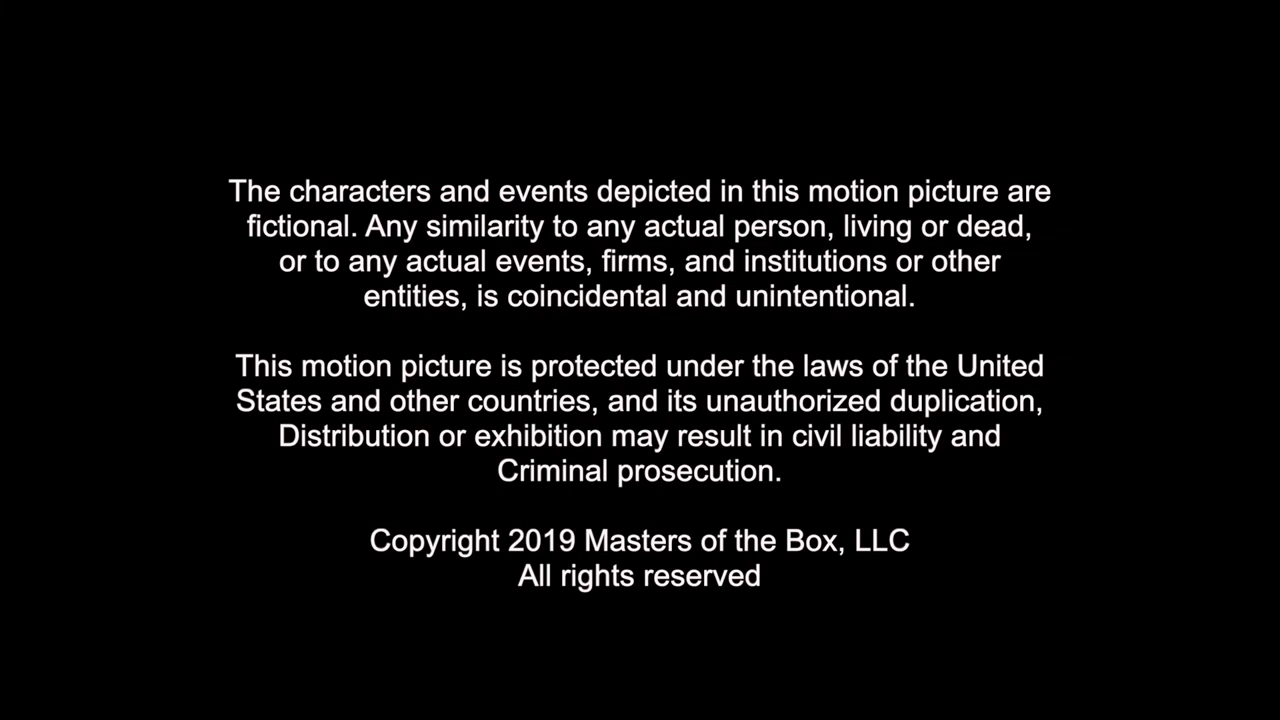 The characters and events depicted in this motion picture are
fictional. Any similarity to any actual person, living or dead,
or to any actual events, firms, and institutions or other
entities, is coincidental and unintentional.
This motion picture is protected under the laws of the United
States and other countries, and its unauthorized duplication,
Distribution or exhibition may result in civil liability and
Criminal prosecution.
Copyright 2019 Masters of the Box, LLC
All rights reserved